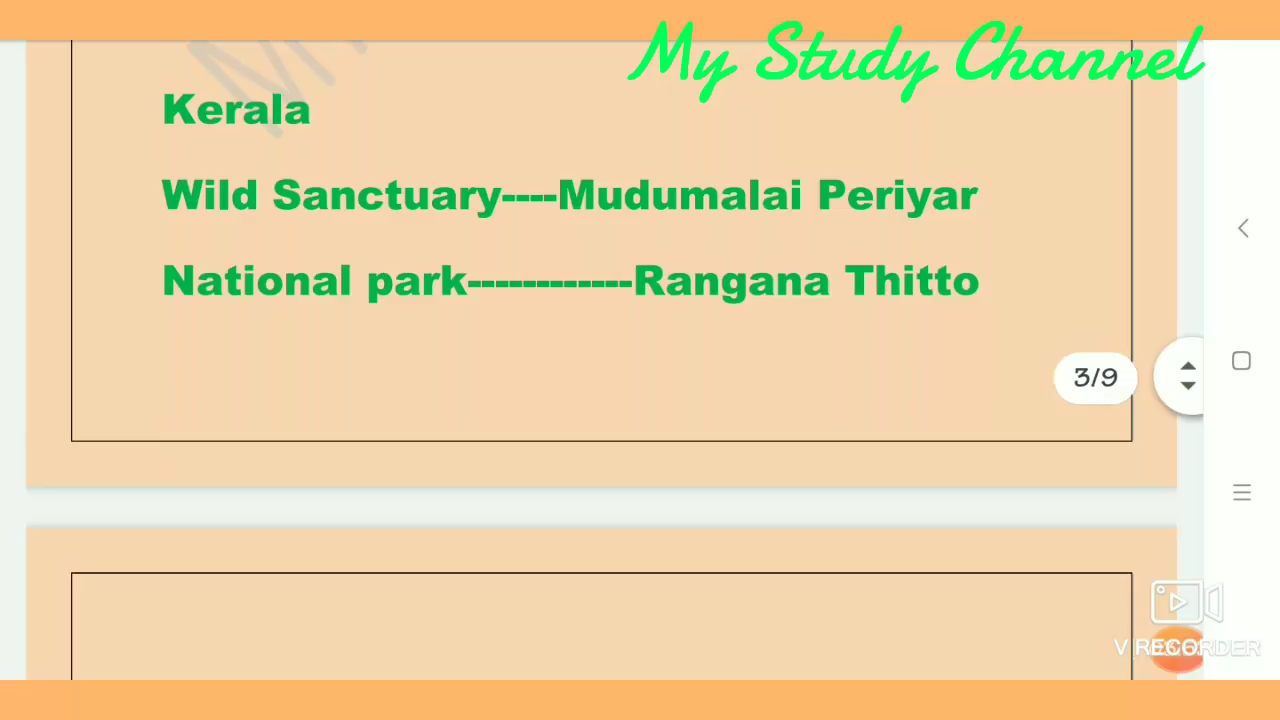 My Study Channel
Kerala
Wild Sanctuary----Mudumalai Periyar
National park------------Rangana Thitto
3/9
V RECORDER